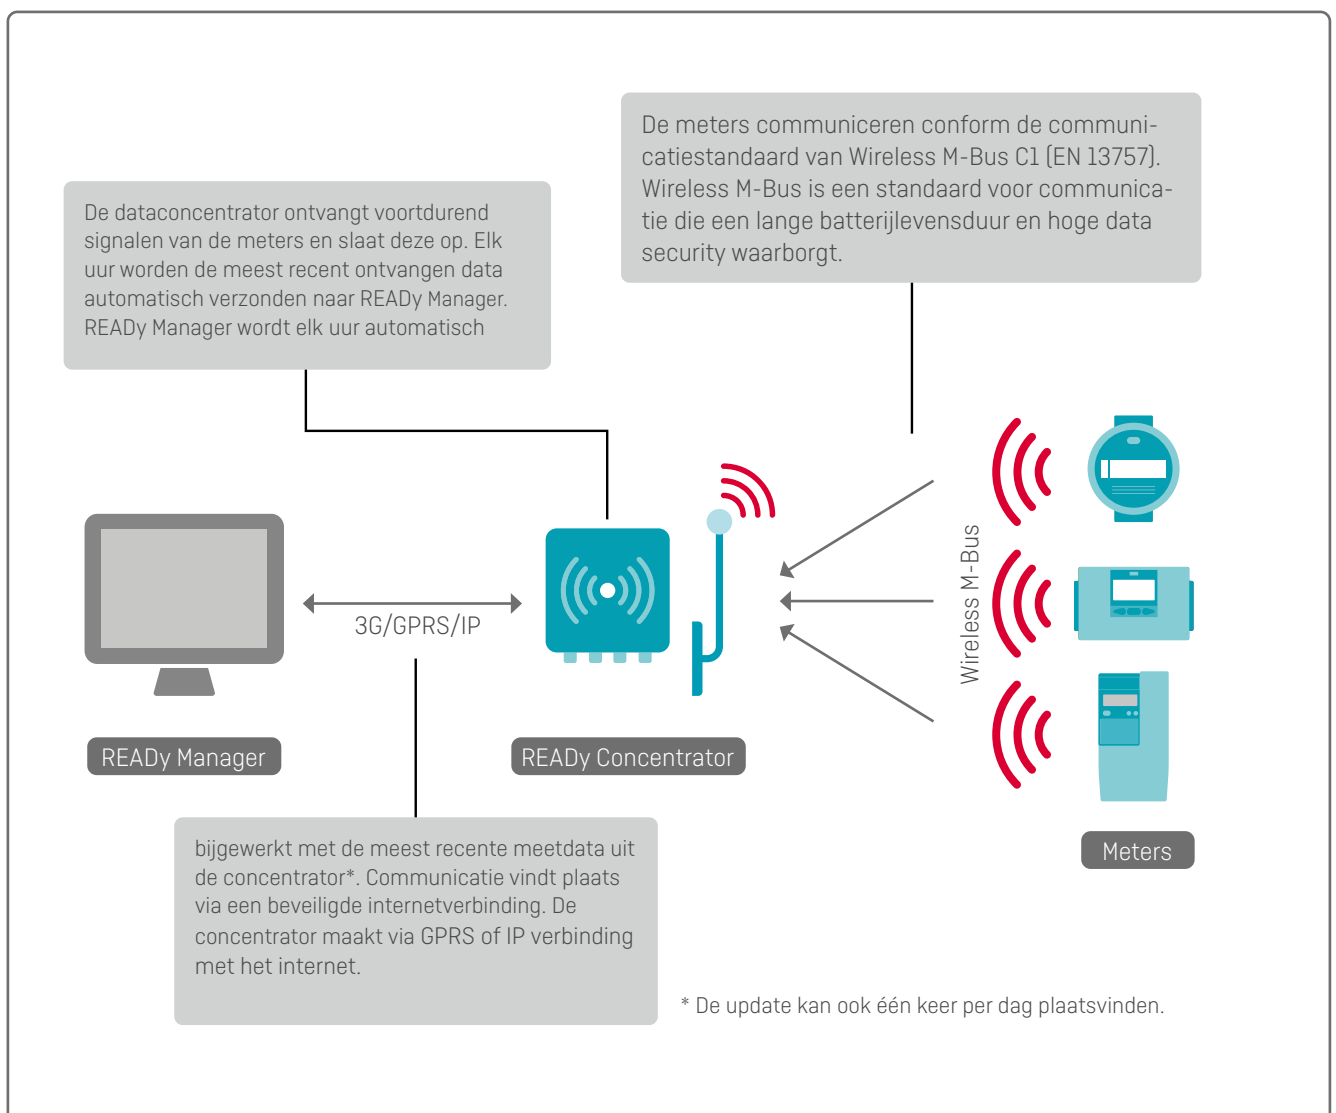 De meters communiceren conform de communi-
catiestandaard van Wireless M-Bus C1 (EN 13757).
Wireless M-Bus is een standaard voor communica-
tie die een lange batterijlevensduur en hoge data
security waarborgt.
De dataconcentrator ontvangt voortdurend
signalen van de meters en slaat deze op. Elk
uur worden de meest recent ontvangen data
automatisch verzonden naar READy Manager.
READy Manager wordt elk uur automatisch
3G/GPRS/IP
Wireless M-Bus
READy Manager
READy Concentrator
Meters
bijgewerkt met de meest recente meetdata uit
de concentrator*. Communicatie vindt plaats
via een beveiligde internetverbinding. De
concentrator maakt via GPRS of IP verbinding
met het internet.
* De update kan ook één keer per dag plaatsvinden.